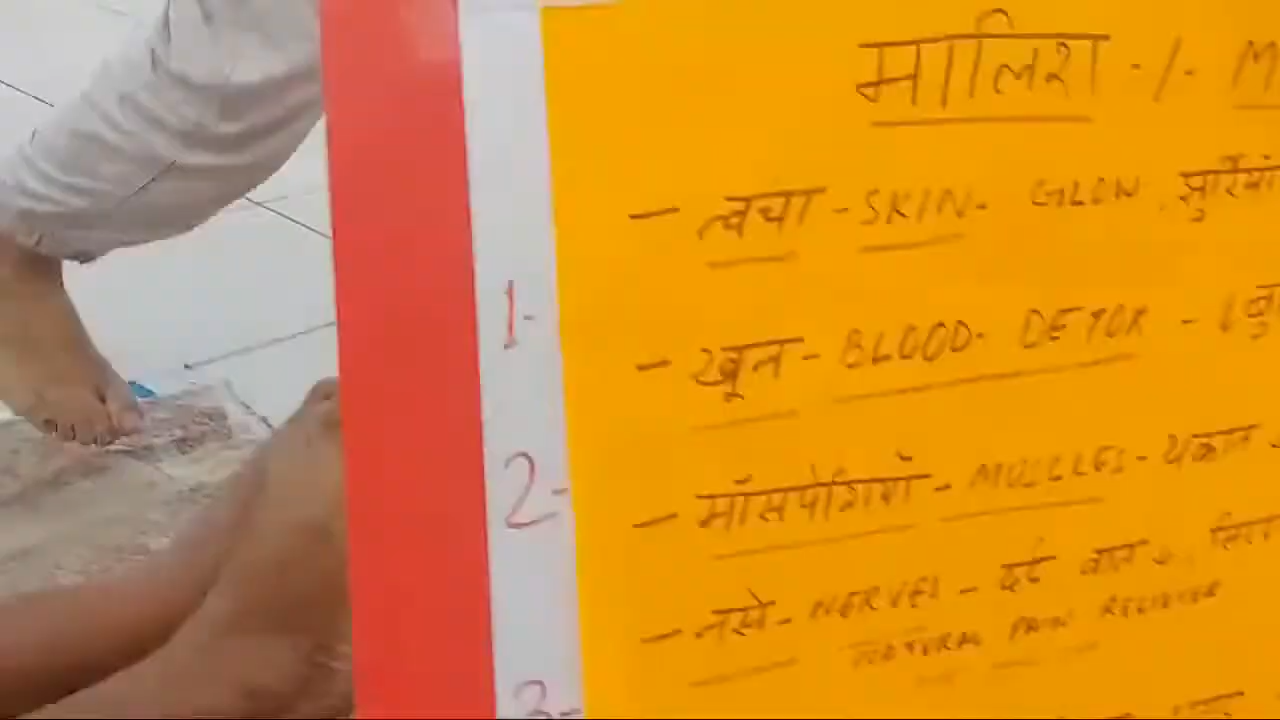 मालिश -/- M
- त्वचा - SKIN - GLOW, झुर्रियां
1-
- खून - BLOOD - DETOX -
2-
- माँसपेशियाँ - MUSCLES - थकान -
- नसे - NERVES - दर्द
NATURAL PAIN RELIEVER
3-